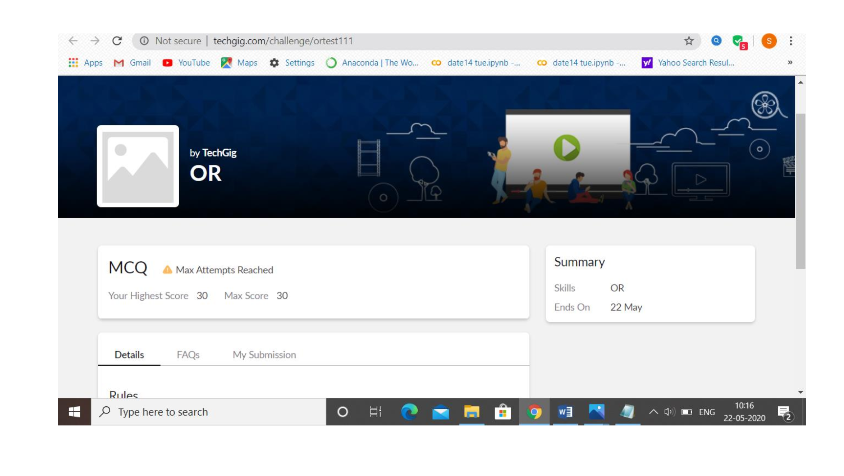 Not secure | techgig.com/challenge/ortest111
Apps Gmail YouTube Maps Settings Anaconda | The Wo... date14 tue.ipynb -... date14 tue.ipynb -... Yahoo Search Resul... »
by TechGig
OR
MCQ Max Attempts Reached
Your Highest Score 30 Max Score 30
Summary
Skills OR
Ends On 22 May
Details FAQs My Submission
Rules
Type here to search
ENG
10:16
22-05-2020
2